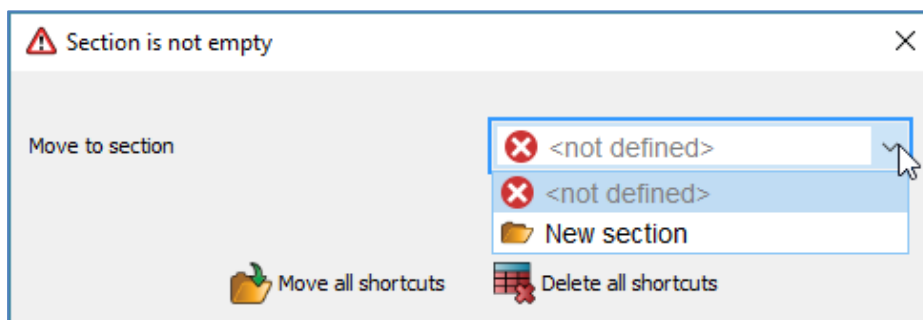 Section is not empty
Move to section
<not defined>
<not defined>
New section
Move all shortcuts
Delete all shortcuts